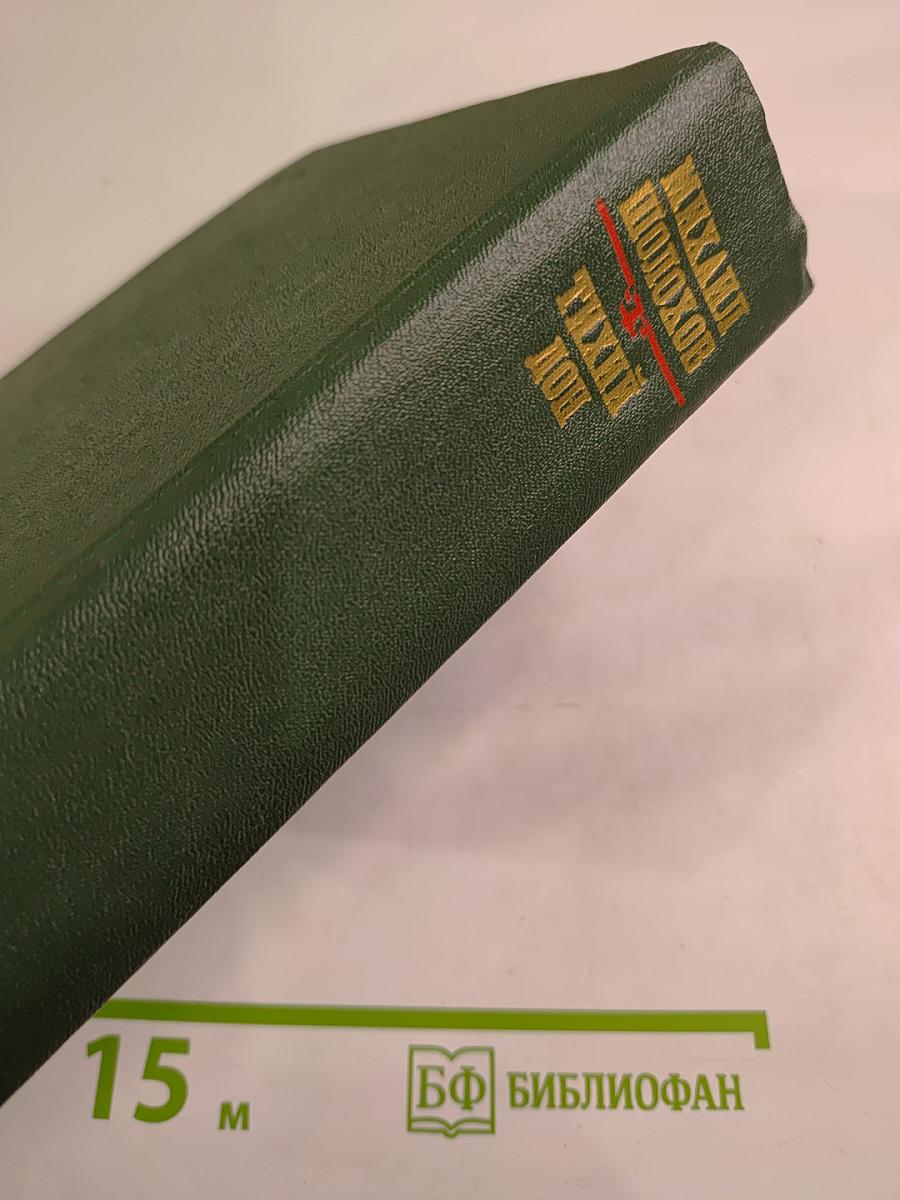 МИХАИЛ
ШОЛОХОВ
ТИХИЙ
ДОН
15 м
БФ БИБЛИОФАН